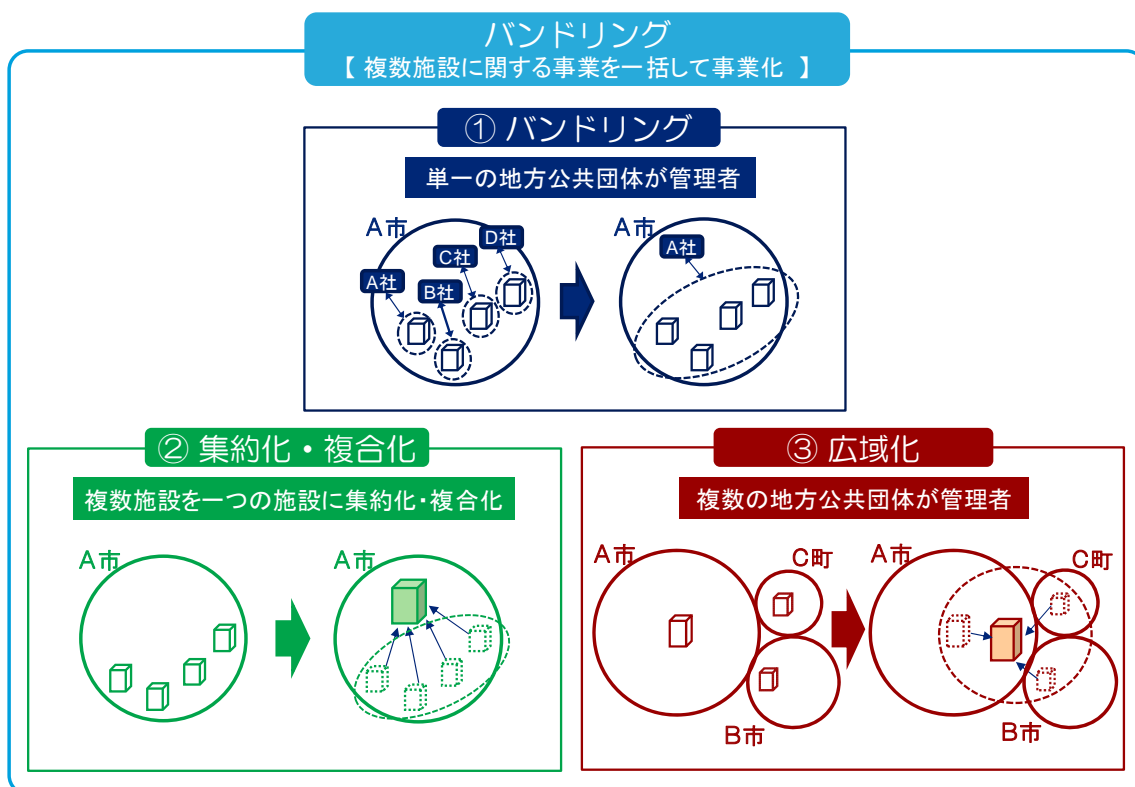 バンドリング
【 複数施設に関する事業を一括して事業化 】
① バンドリング
単一の地方公共団体が管理者
A市
A社
B社
C社
D社
A市
A社
② 集約化・複合化
複数施設を一つの施設に集約化・複合化
A市
A市
③ 広域化
複数の地方公共団体が管理者
A市
C町
B市
A市
C町
B市